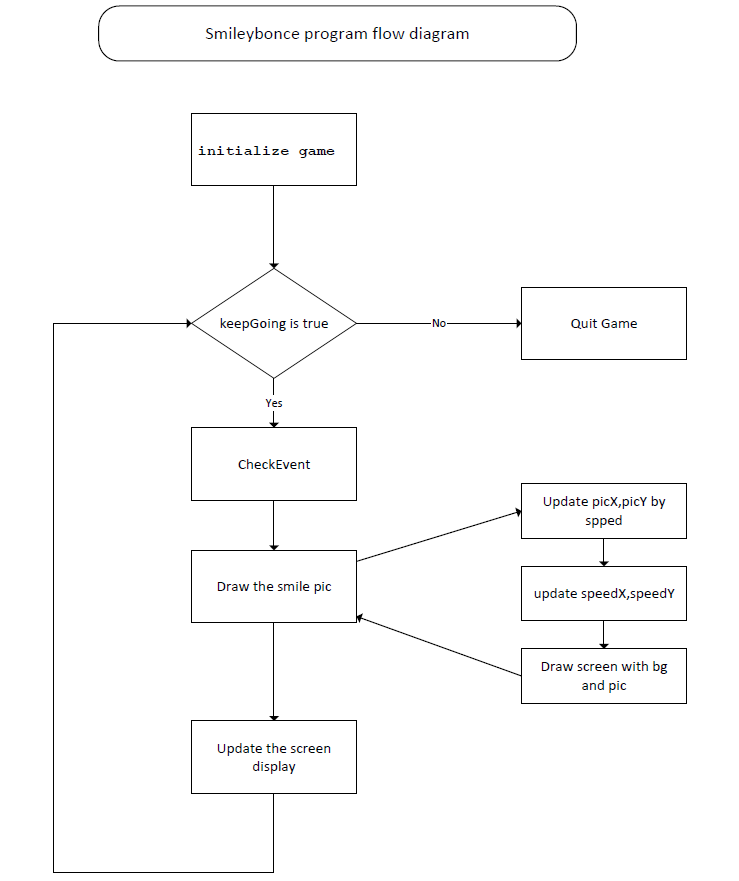 Smileybonce program flow diagram
initialize game
keepGoing is true
No
Quit Game
Yes
CheckEvent
Update picX,picY by
spped
Draw the smile pic
update speedX,speedY
Draw screen with bg
and pic
Update the screen
display